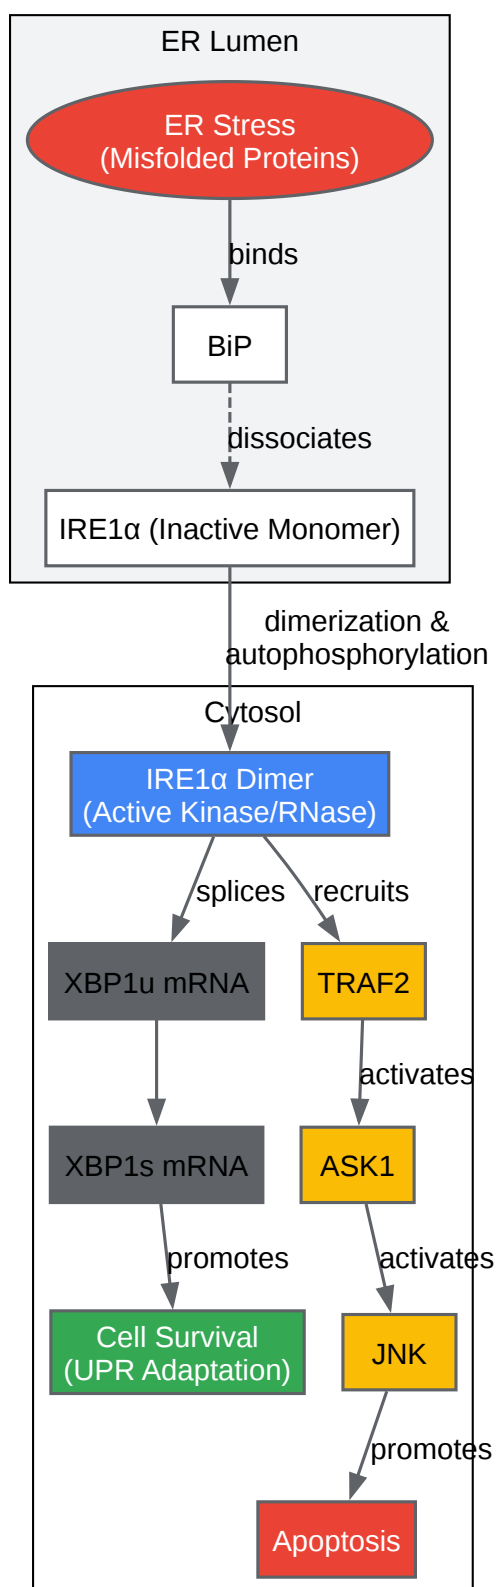 ER Lumen
ER Stress
(Misfolded Proteins)
binds
BiP
dissociates
IRE1α (Inactive Monomer)
dimerization &
autophosphorylation
Cytosol
IRE1α Dimer
(Active Kinase/RNase)
splices
recruits
XBP1u mRNA
TRAF2
activates
XBP1s mRNA
ASK1
promotes
activates
Cell Survival
(UPR Adaptation)
JNK
promotes
Apoptosis